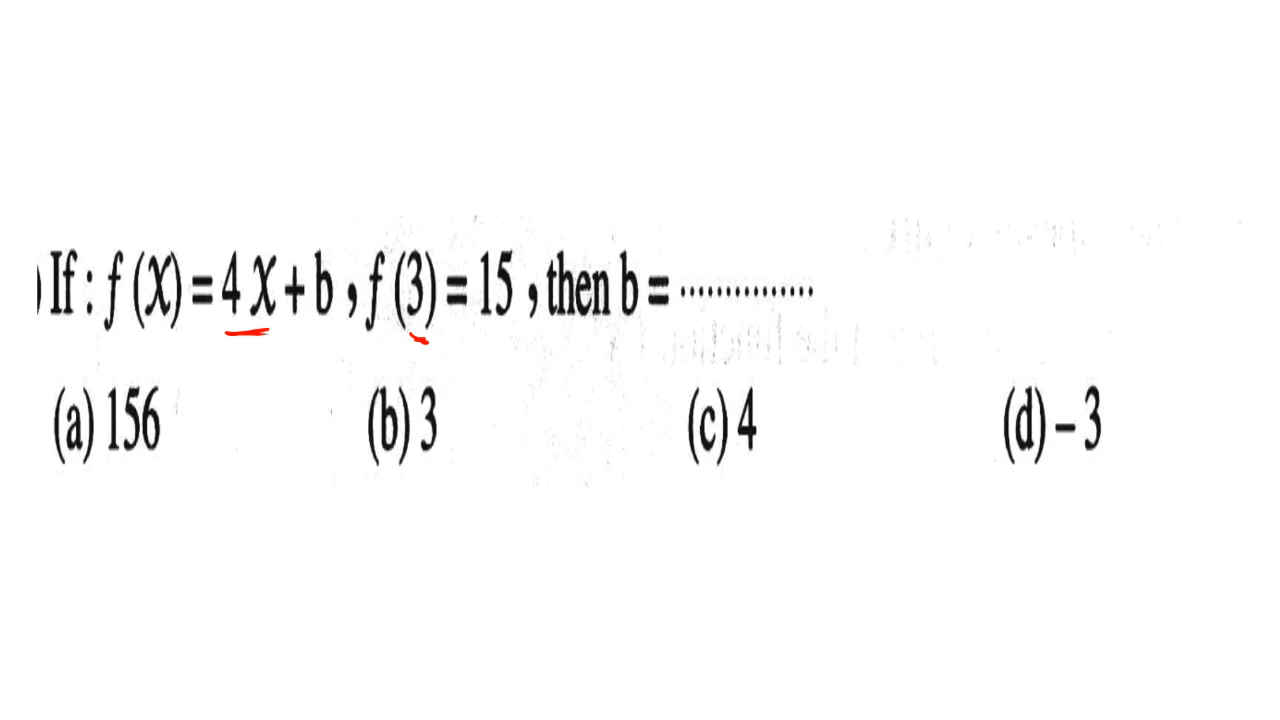 ) If : f (X) = 4 X + b , f (3) = 15 , then b = ...............
(a) 156 (b) 3 (c) 4 (d) – 3